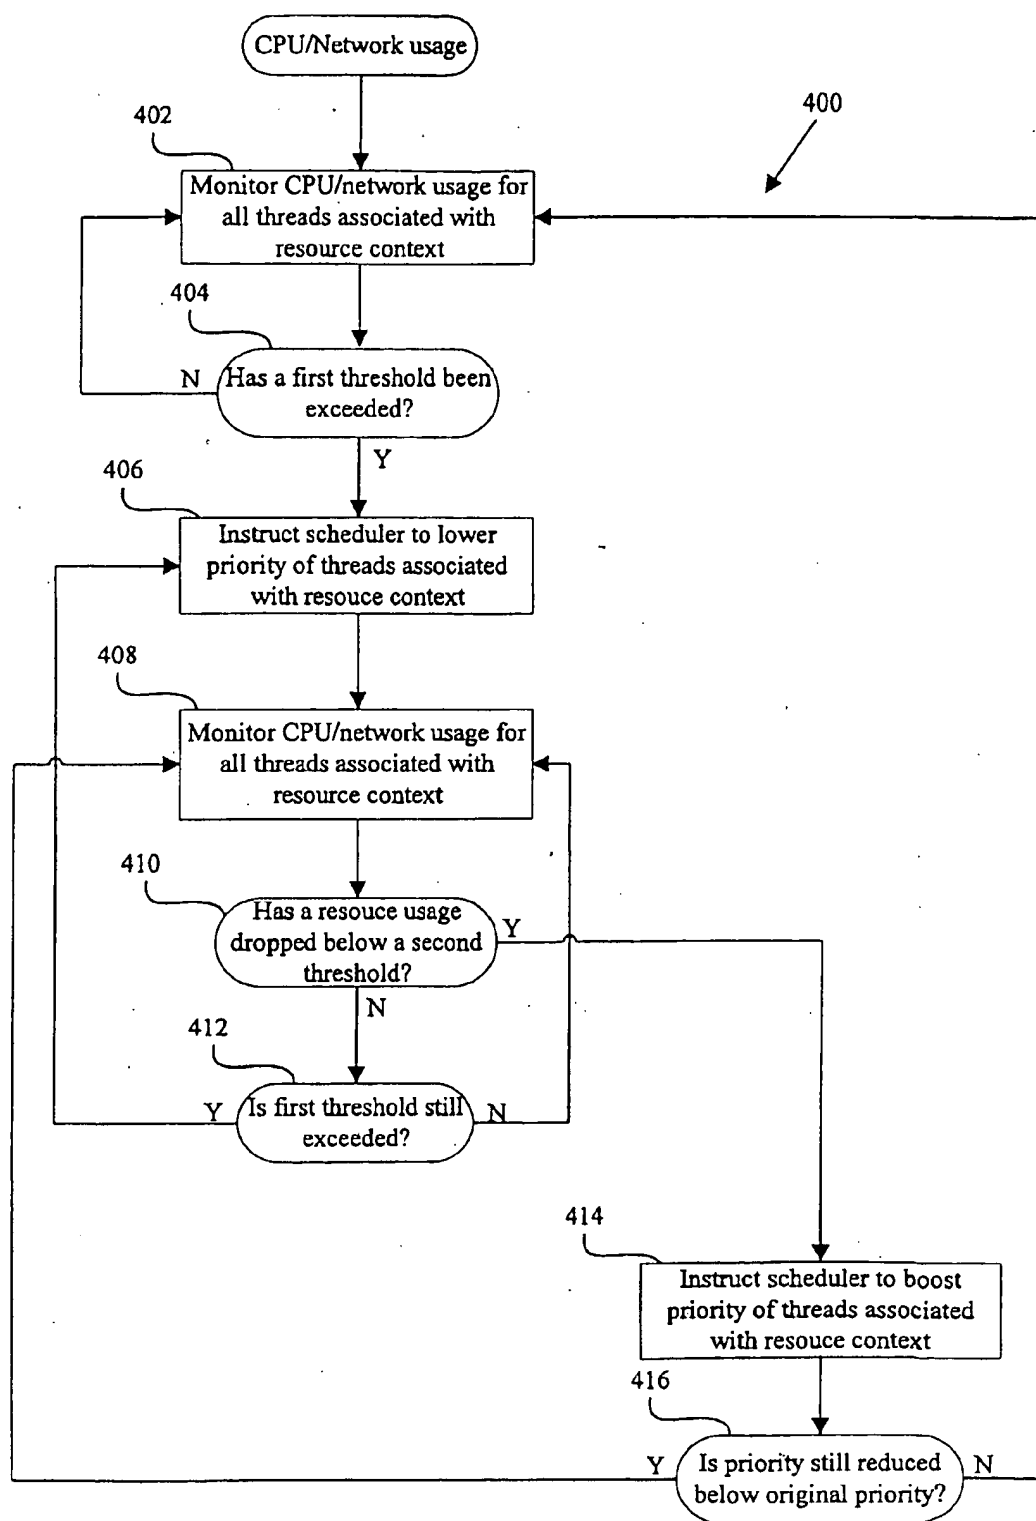 CPU/Network usage
400
402
Monitor CPU/network usage for
all threads associated with
resource context
404
Has a first threshold been
exceeded?
N
Y
406
Instruct scheduler to lower
priority of threads associated
with resouce context
408
Monitor CPU/network usage for
all threads associated with
resource context
410
Has a resouce usage
dropped below a second
threshold?
Y
N
412
Is first threshold still
exceeded?
Y
N
414
Instruct scheduler to boost
priority of threads associated
with resouce context
416
Is priority still reduced
below original priority?
Y
N